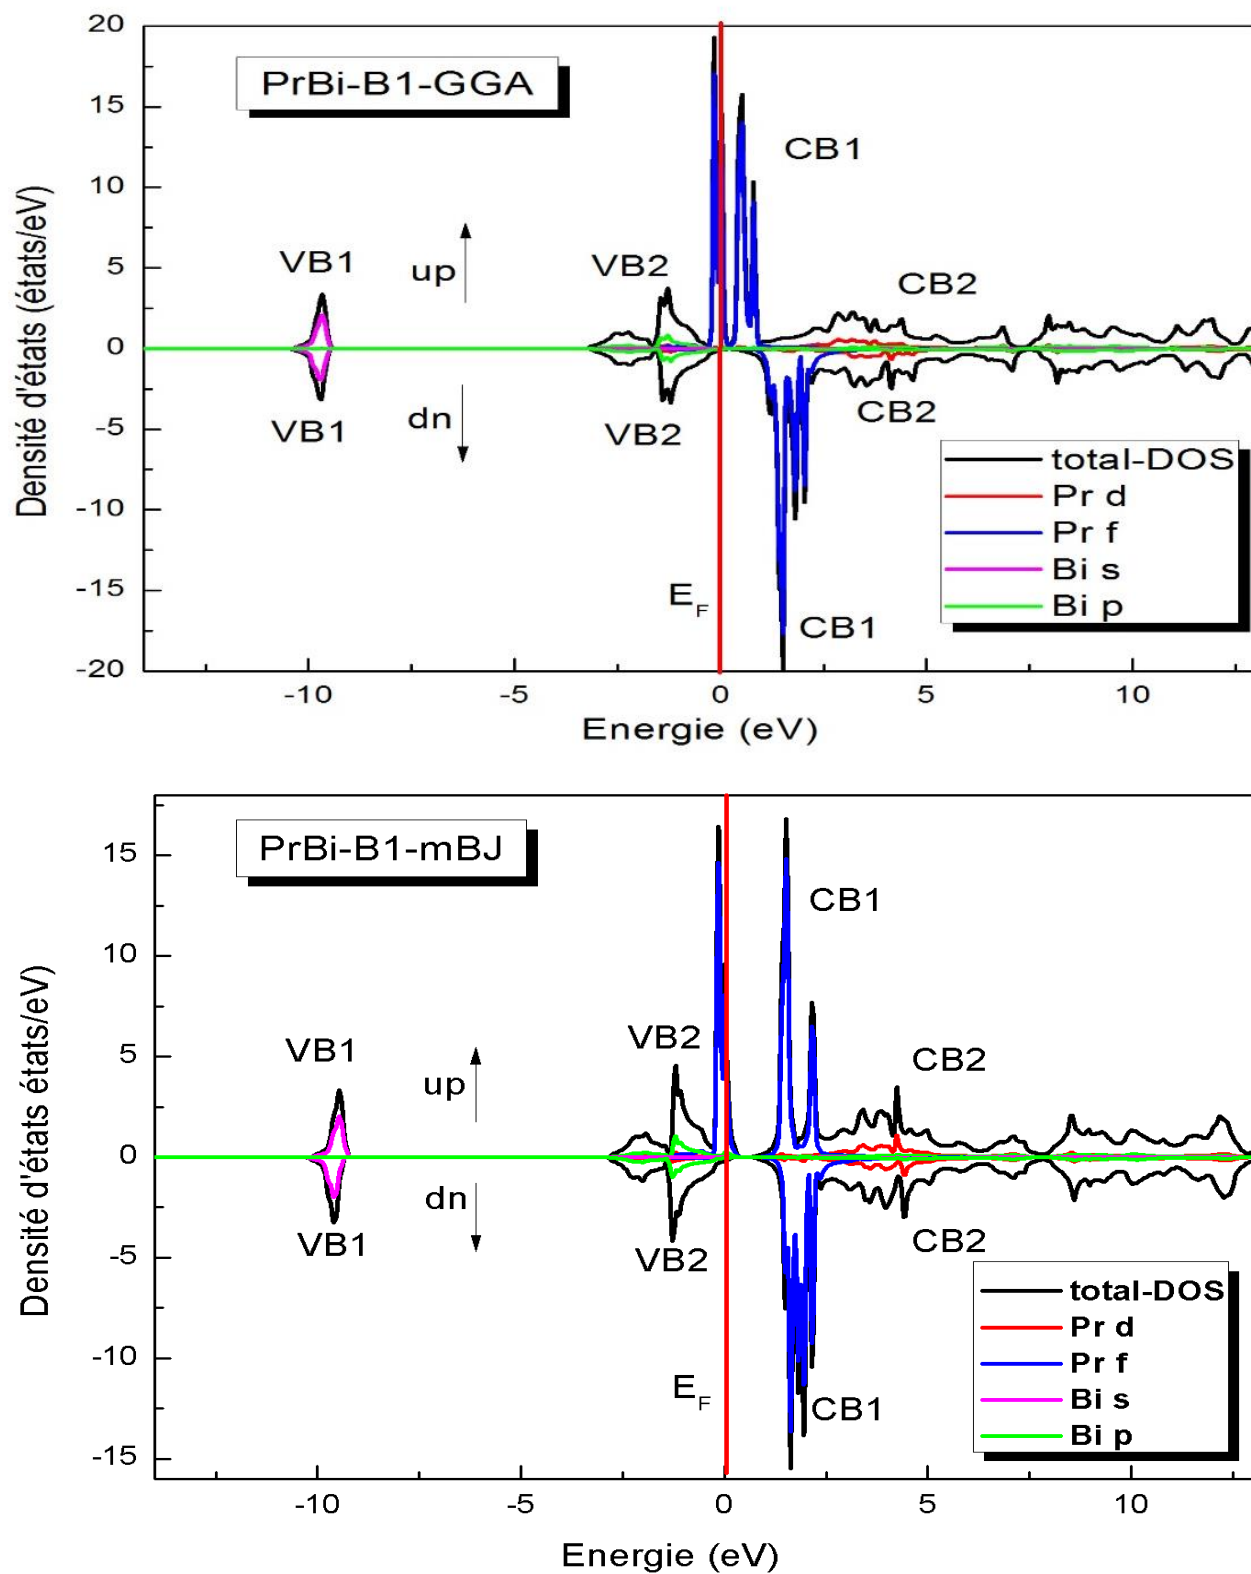 PrBi-B1-GGA
20
15
10
5
0
-5
-10
-15
-20
Densité d'états (états/eV)
CB1
VB1
up
VB2
CB2
VB1
dn
VB2
CB2
E_F
CB1
total-DOS
Pr d
Pr f
Bi s
Bi p
-10
-5
0
5
10
Energie (eV)
PrBi-B1-mBJ
15
10
5
0
-5
-10
-15
Densité d'états états/eV)
CB1
VB1
up
VB2
CB2
VB1
dn
VB2
CB2
E_F
CB1
total-DOS
Pr d
Pr f
Bi s
Bi p
-10
-5
0
5
10
Energie (eV)